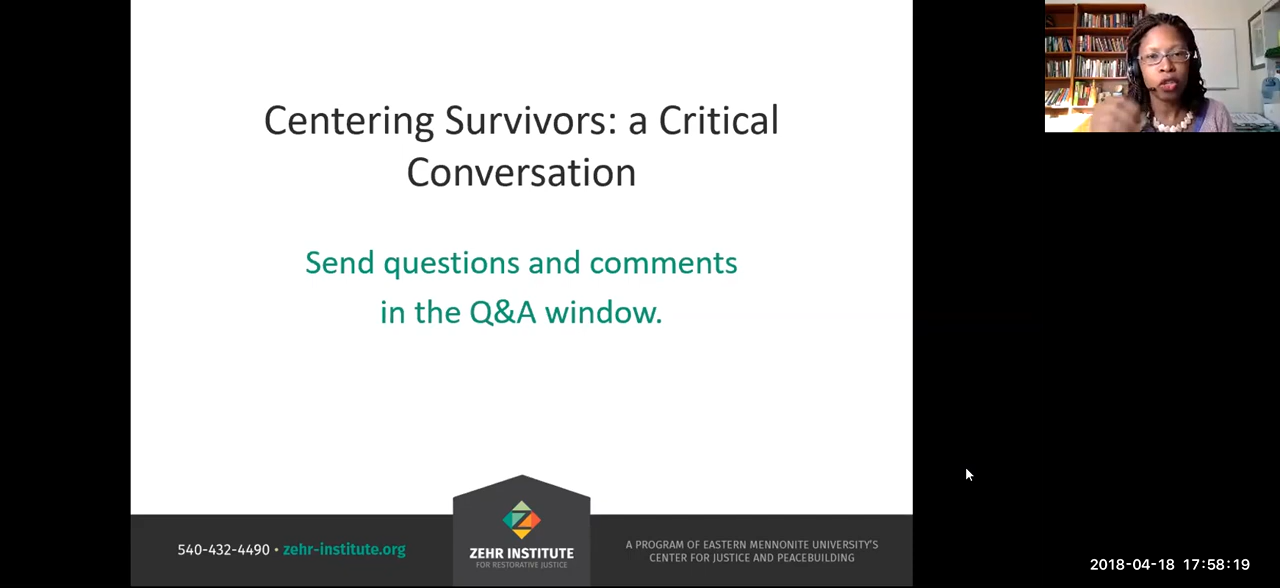 Centering Survivors: a Critical
Conversation
Send questions and comments
in the Q&A window.
540-432-4490 • zehr-institute.org
ZEHR INSTITUTE
FOR RESTORATIVE JUSTICE
A PROGRAM OF EASTERN MENNONITE UNIVERSITY'S
CENTER FOR JUSTICE AND PEACEBUILDING
2018-04-18 17:58:19